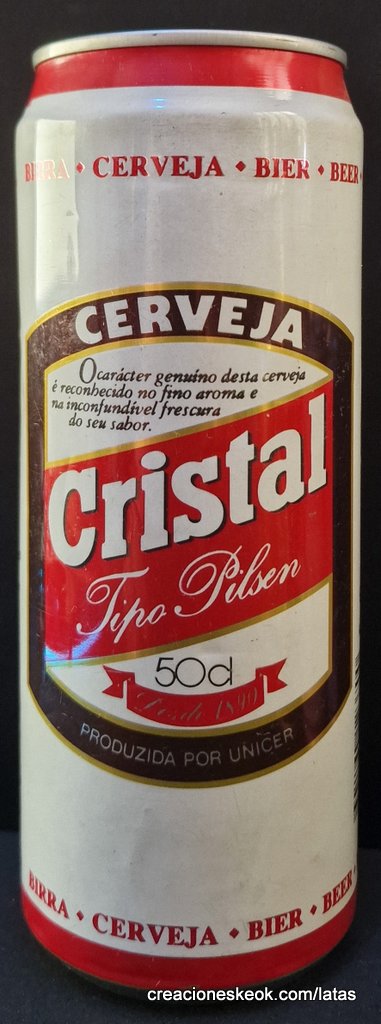 BIRRA ♦ CERVEJA ♦ BIER ♦ BEER ♦
CERVEJA
O carácter genuíno desta cerveja
é reconhecido no fino aroma e
na inconfundível frescura
do seu sabor.
Cristal
Tipo Pilsen
50cl
Desde 1890
PRODUZIDA POR UNICER
BIRRA ♦ CERVEJA ♦ BIER ♦ BEER ♦
creacioneskeok.com/latas